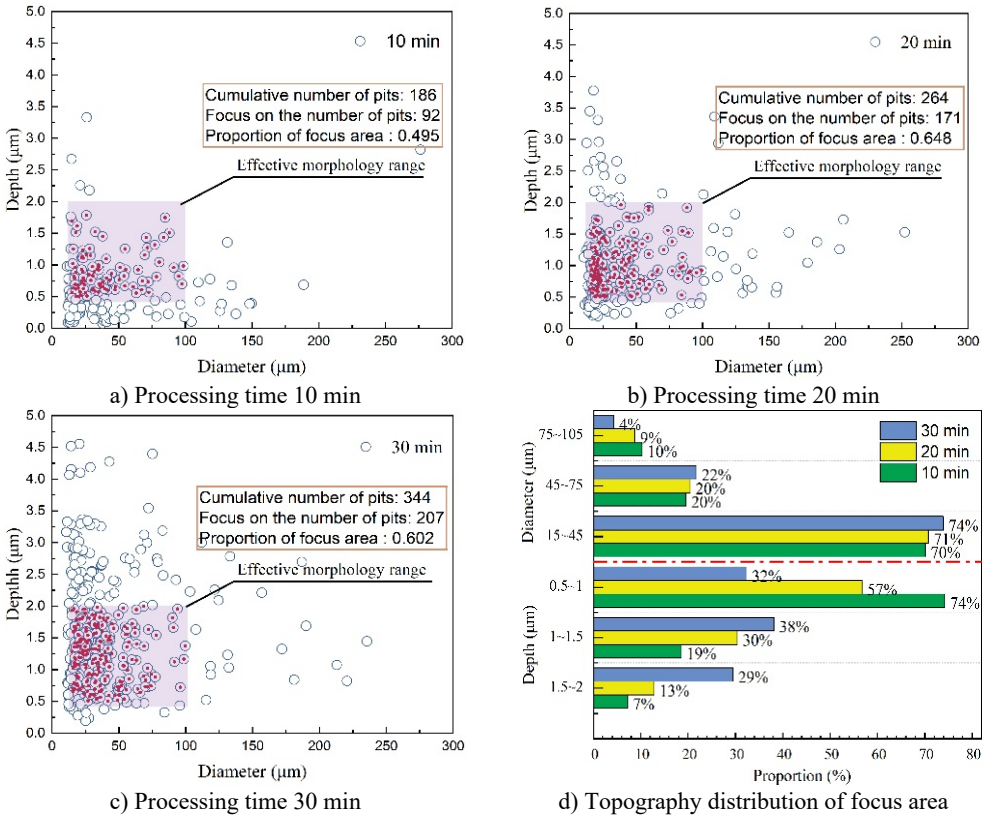 5.0
4.5
4.0
3.5
3.0
2.5
2.0
1.5
1.0
0.5
0.0
Depth (μm)
10 min
Cumulative number of pits: 186
Focus on the number of pits: 92
Proportion of focus area : 0.495
Effective morphology range
0 50 100 150 200 250 300
Diameter (μm)
a) Processing time 10 min
5.0
4.5
4.0
3.5
3.0
2.5
2.0
1.5
1.0
0.5
0.0
Depth (μm)
20 min
Cumulative number of pits: 264
Focus on the number of pits: 171
Proportion of focus area : 0.648
Effective morphology range
0 50 100 150 200 250 300
Diameter (μm)
b) Processing time 20 min
5.0
4.5
4.0
3.5
3.0
2.5
2.0
1.5
1.0
0.5
0.0
Depthh (μm)
30 min
Cumulative number of pits: 344
Focus on the number of pits: 207
Proportion of focus area : 0.602
Effective morphology range
0 50 100 150 200 250 300
Diameter (μm)
c) Processing time 30 min
30 min
20 min
10 min
Diameter (μm)
75~105
4%
9%
10%
45~75
22%
20%
20%
15~45
74%
71%
70%
Depth (μm)
0.5~1
32%
57%
74%
1~1.5
38%
30%
19%
1.5~2
29%
13%
7%
0 10 20 30 40 50 60 70 80
Proportion (%)
d) Topography distribution of focus area